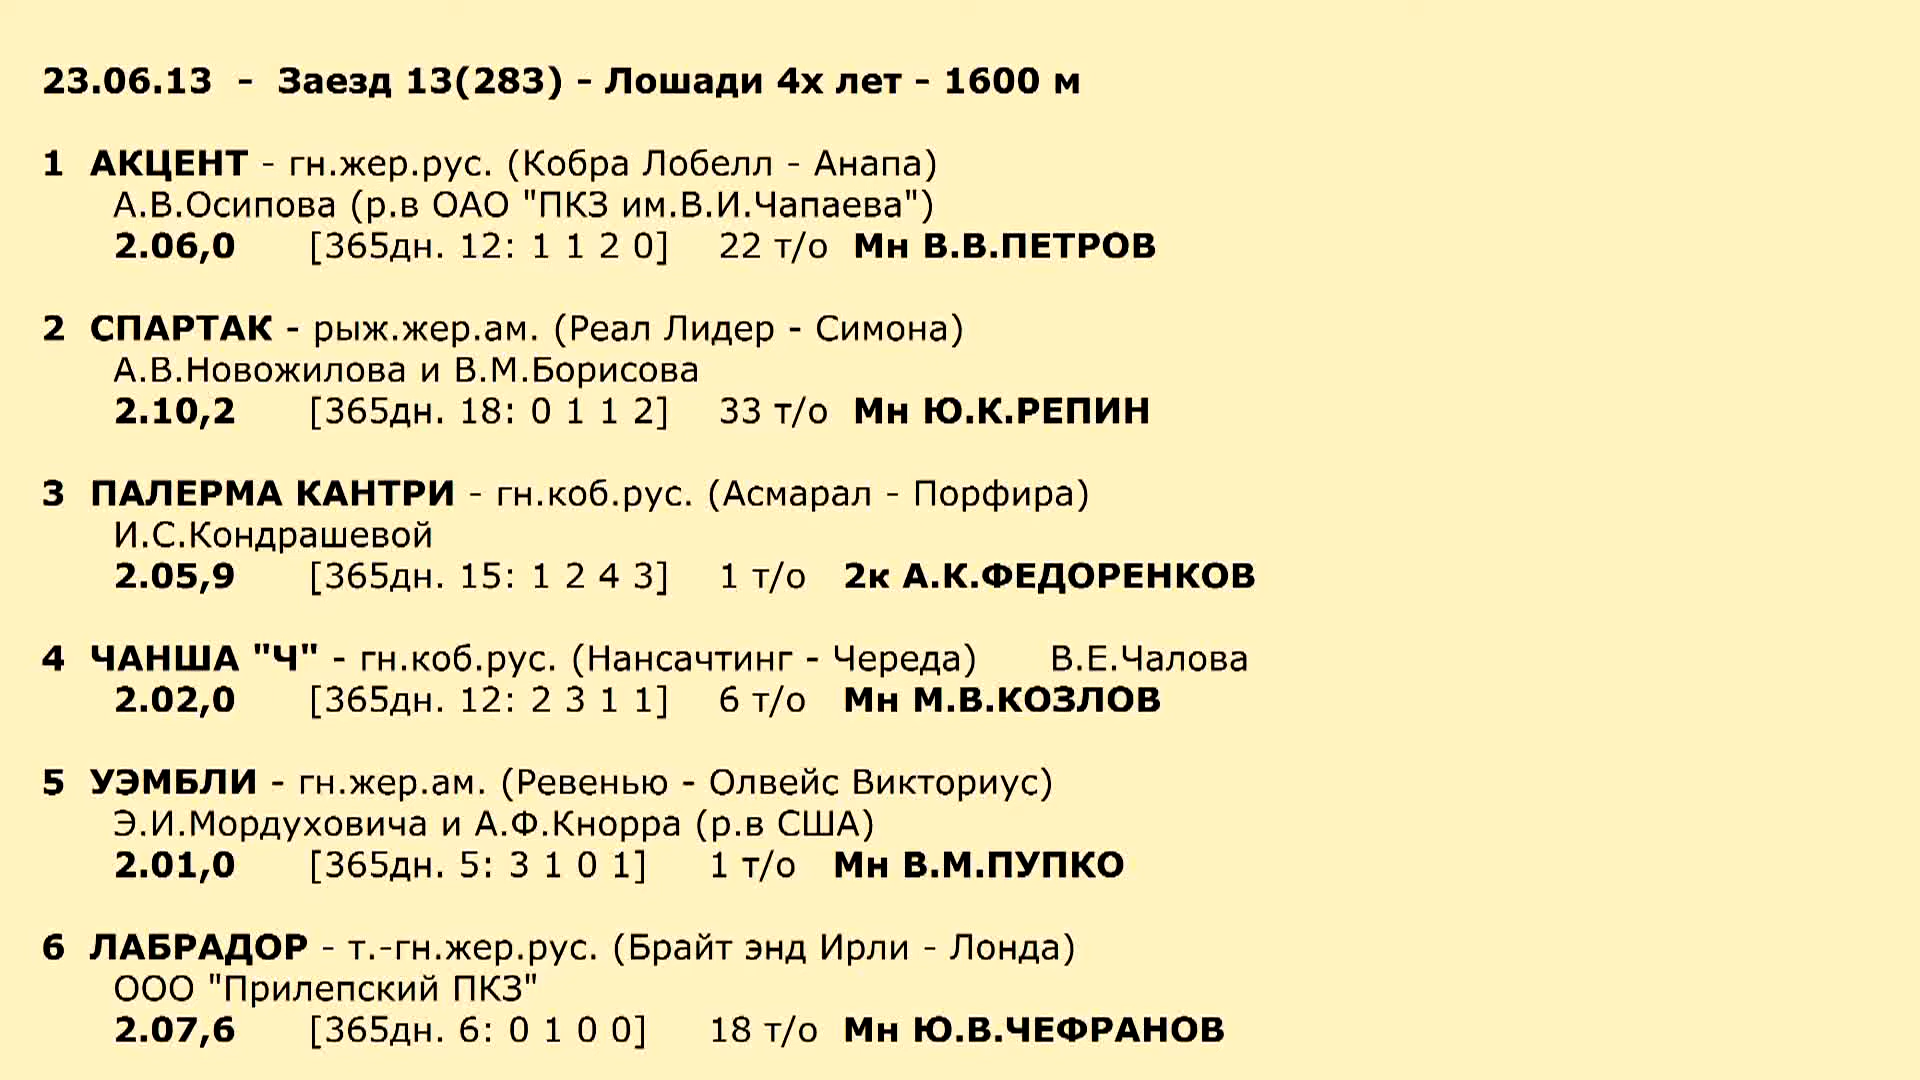 23.06.13 - Заезд 13(283) - Лошади 4х лет - 1600 м
1 АКЦЕНТ - гн.жер.рус. (Кобра Лобелл - Анапа)
А.В.Осипова (р.в ОАО "ПКЗ им.В.И.Чапаева")
2.06,0 [365дн. 12: 1 1 2 0] 22 т/о Мн В.В.ПЕТРОВ
2 СПАРТАК - рыж.жер.ам. (Реал Лидер - Симона)
А.В.Новожилова и В.М.Борисова
2.10,2 [365дн. 18: 0 1 1 2] 33 т/о Мн Ю.К.РЕПИН
3 ПАЛЕРМА КАНТРИ - гн.коб.рус. (Асмарал - Порфира)
И.С.Кондрашевой
2.05,9 [365дн. 15: 1 2 4 3] 1 т/о 2к А.К.ФЕДОРЕНКОВ
4 ЧАНША "Ч" - гн.коб.рус. (Нансачтинг - Череда) В.Е.Чалова
2.02,0 [365дн. 12: 2 3 1 1] 6 т/о Мн М.В.КОЗЛОВ
5 УЭМБЛИ - гн.жер.ам. (Ревенью - Олвейс Викториус)
Э.И.Мордуховича и А.Ф.Кнорра (р.в США)
2.01,0 [365дн. 5: 3 1 0 1] 1 т/о Мн В.М.ПУПКО
6 ЛАБРАДОР - т.-гн.жер.рус. (Брайт энд Ирли - Лонда)
ООО "Прилепский ПКЗ"
2.07,6 [365дн. 6: 0 1 0 0] 18 т/о Мн Ю.В.ЧЕФРАНОВ